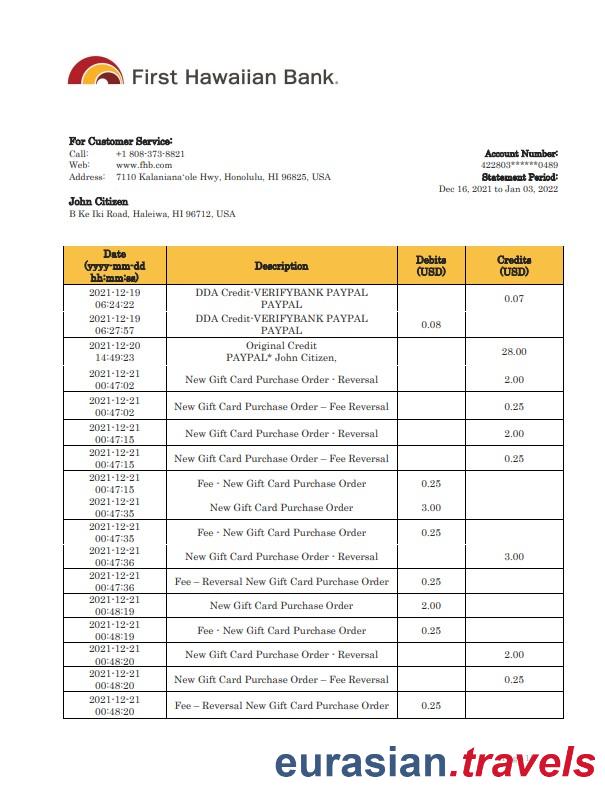 First Hawaiian Bank.
For Customer Service:
Call: +1 808-373-8821
Web: www.fhb.com
Address: 7110 Kalanianaʻole Hwy, Honolulu, HI 96825, USA
Account Number:
422803******0489
Statement Period:
Dec 16, 2021 to Jan 03, 2022
John Citizen
B Ke Iki Road, Haleiwa, HI 96712, USA
Date
(yyyy-mm-dd
hh:mm:ss)
Description
Debits
(USD)
Credits
(USD)
2021-12-19
06:24:22
DDA Credit-VERIFYBANK PAYPAL
PAYPAL
0.07
2021-12-19
06:27:57
DDA Credit-VERIFYBANK PAYPAL
PAYPAL
0.08
2021-12-20
14:49:23
Original Credit
PAYPAL* John Citizen,
28.00
2021-12-21
00:47:02
New Gift Card Purchase Order - Reversal
2.00
2021-12-21
00:47:02
New Gift Card Purchase Order – Fee Reversal
0.25
2021-12-21
00:47:15
New Gift Card Purchase Order - Reversal
2.00
2021-12-21
00:47:15
New Gift Card Purchase Order – Fee Reversal
0.25
2021-12-21
00:47:15
Fee - New Gift Card Purchase Order
0.25
2021-12-21
00:47:35
New Gift Card Purchase Order
3.00
2021-12-21
00:47:35
Fee - New Gift Card Purchase Order
0.25
2021-12-21
00:47:36
New Gift Card Purchase Order - Reversal
3.00
2021-12-21
00:47:36
Fee – Reversal New Gift Card Purchase Order
0.25
2021-12-21
00:48:19
New Gift Card Purchase Order
2.00
2021-12-21
00:48:19
Fee - New Gift Card Purchase Order
0.25
2021-12-21
00:48:20
New Gift Card Purchase Order - Reversal
2.00
2021-12-21
00:48:20
New Gift Card Purchase Order – Fee Reversal
0.25
2021-12-21
00:48:20
Fee – Reversal New Gift Card Purchase Order
0.25
eurasian.travels